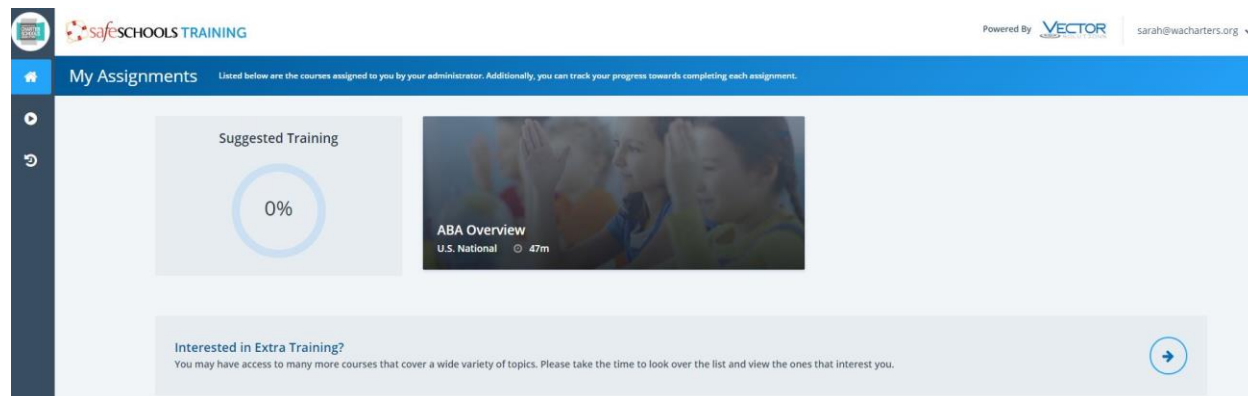 safeSCHOOLS TRAINING
Powered By VECTOR
sarah@wacharters.org
My Assignments
Listed below are the courses assigned to you by your administrator. Additionally, you can track your progress towards completing each assignment.
Suggested Training
0%
ABA Overview
U.S. National 47m
Interested in Extra Training?
You may have access to many more courses that cover a wide variety of topics. Please take the time to look over the list and view the ones that interest you.